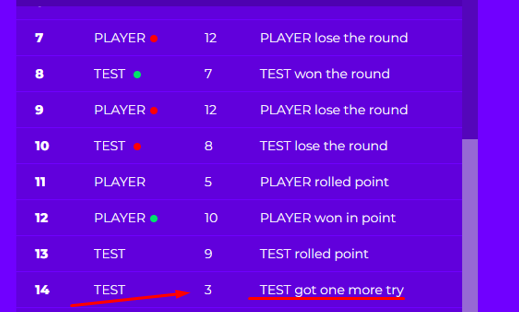 7 PLAYER 12 PLAYER lose the round
8 TEST 7 TEST won the round
9 PLAYER 12 PLAYER lose the round
10 TEST 8 TEST lose the round
11 PLAYER 5 PLAYER rolled point
12 PLAYER 10 PLAYER won in point
13 TEST 9 TEST rolled point
14 TEST 3 TEST got one more try